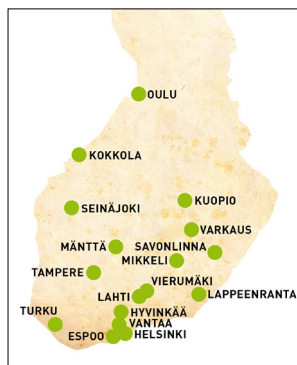 OULU
KOKKOLA
KUOPIO
SEINÄJOKI
VARKAUS
MÄNTTÄ
SAVONLINNA
MIKKELI
TAMPERE
VIERUMÄKI
LAHTI
LAPPEENRANTA
TURKU
HYVINKÄÄ
VANTAA
ESPOO
HELSINKI